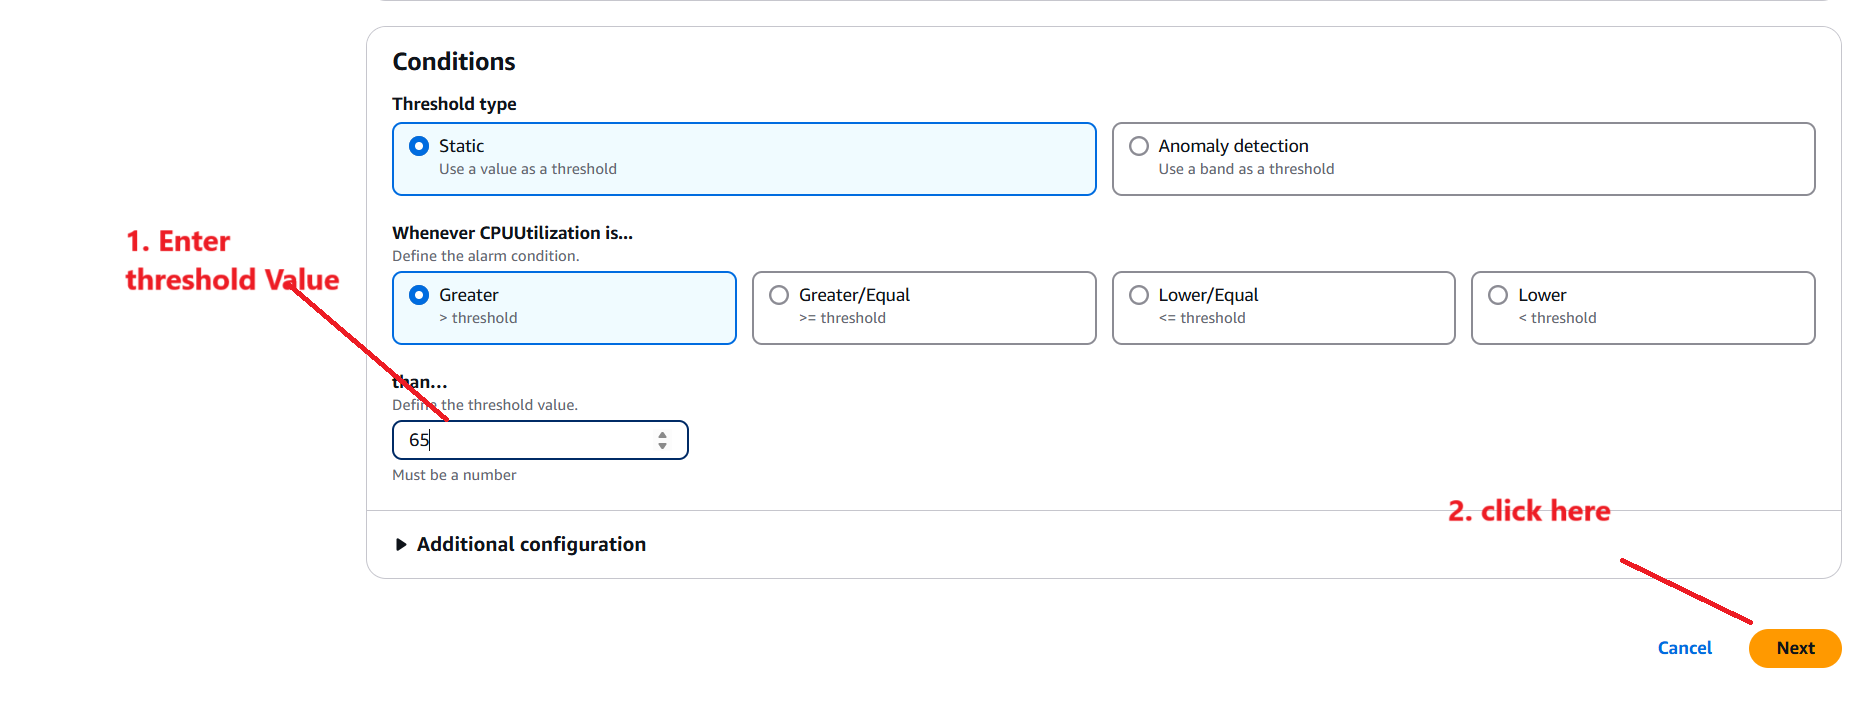 Conditions
Threshold type
Static
Use a value as a threshold
Anomaly detection
Use a band as a threshold
1. Enter
threshold Value
Whenever CPUUtilization is...
Define the alarm condition.
Greater
> threshold
Greater/Equal
>= threshold
Lower/Equal
<= threshold
Lower
< threshold
than...
Define the threshold value.
65
Must be a number
2. click here
Additional configuration
Cancel
Next